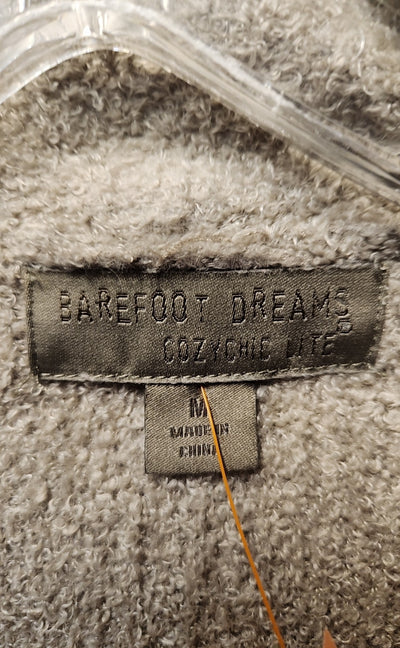 BAREFOOT DREAMS®
COZYCHIC LITE
M
MADE IN
CHINA